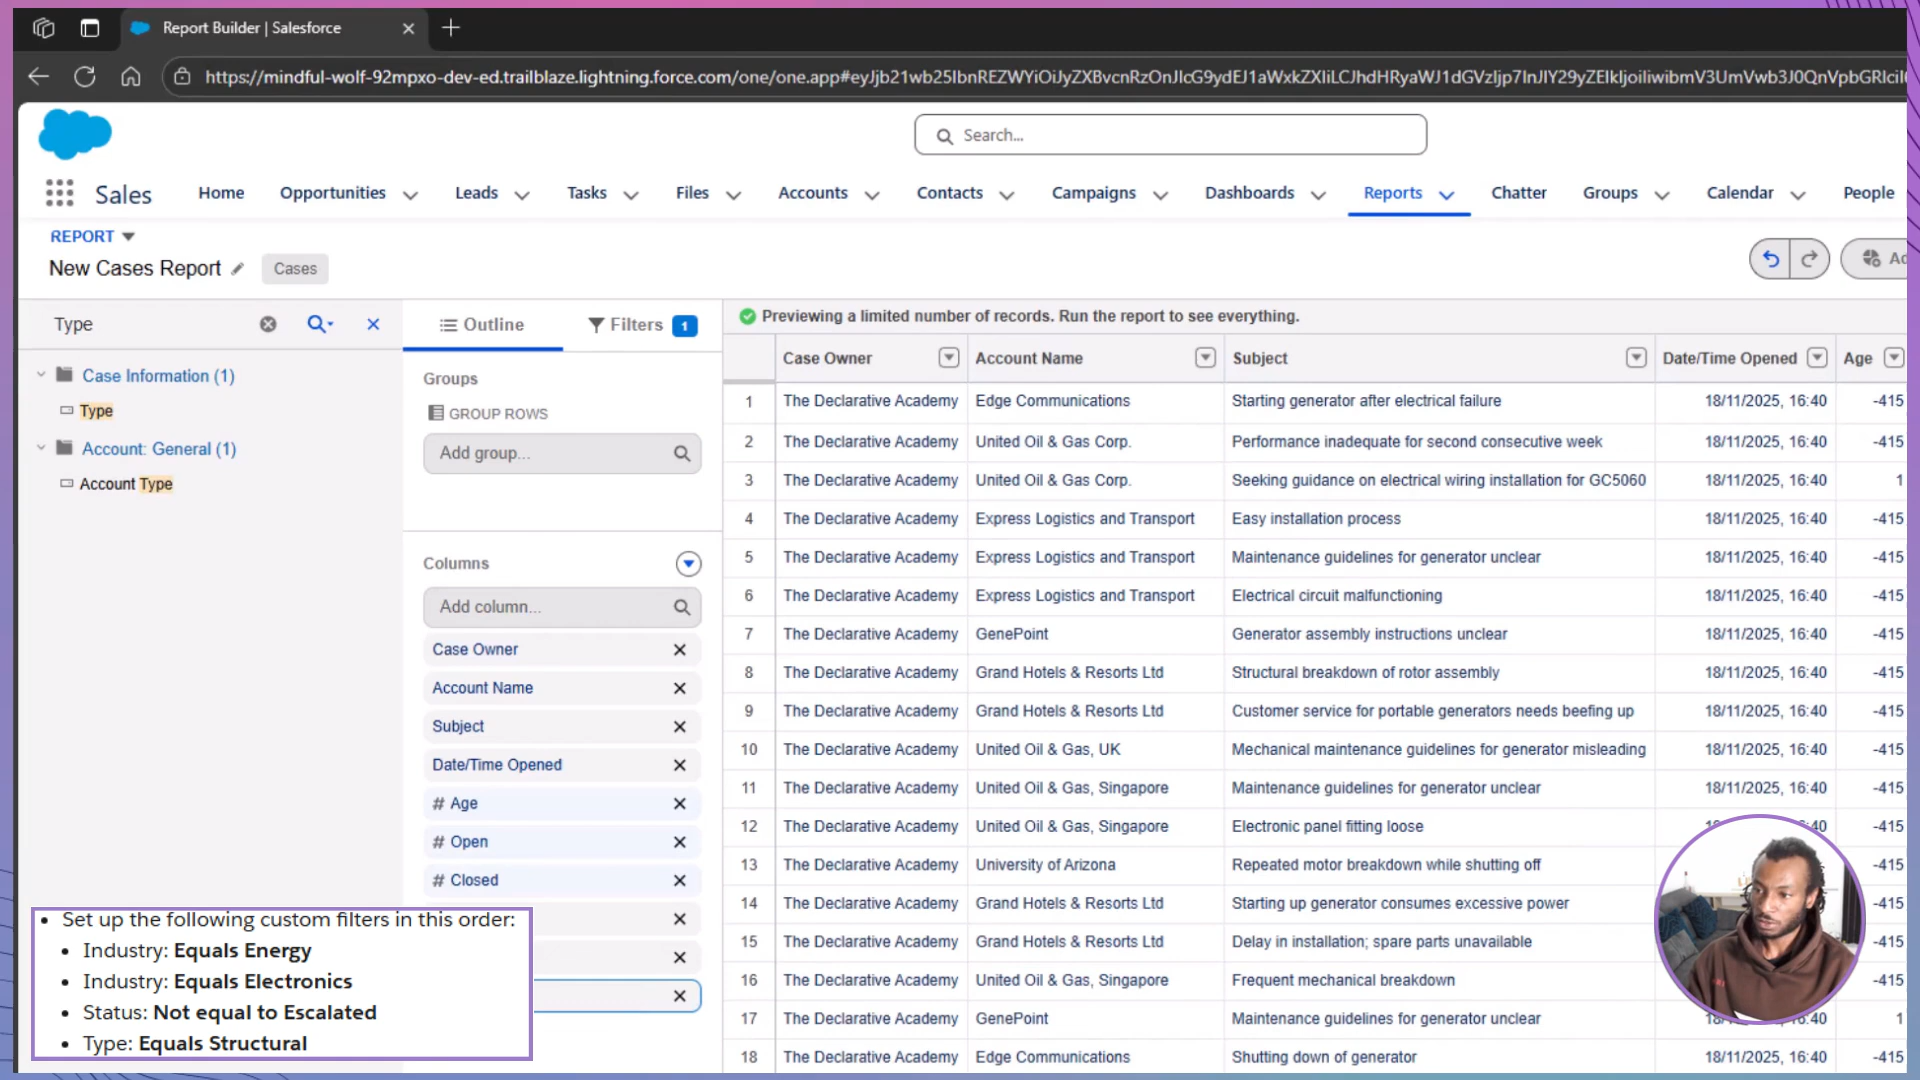 Report Builder | Salesforce
https://mindful-wolf-92mpxo-dev-ed.trailblaze.lightning.force.com/one/one.app#
Search...
Sales
Home
Opportunities
Leads
Tasks
Files
Accounts
Contacts
Campaigns
Dashboards
Reports
Chatter
Groups
Calendar
People
REPORT
New Cases Report
Cases
Type
Case Information (1)
Type
Account: General (1)
Account Type
Outline
Filters 1
Groups
GROUP ROWS
Add group...
Columns
Add column...
Case Owner
Account Name
Subject
Date/Time Opened
# Age
# Open
# Closed
• Set up the following custom filters in this order:
• Industry: Equals Energy
• Industry: Equals Electronics
• Status: Not equal to Escalated
• Type: Equals Structural
Previewing a limited number of records. Run the report to see everything.
Case Owner Account Name Subject Date/Time Opened Age
1 The Declarative Academy Edge Communications Starting generator after electrical failure 18/11/2025, 16:40 -415
2 The Declarative Academy United Oil & Gas Corp. Performance inadequate for second consecutive week 18/11/2025, 16:40 -415
3 The Declarative Academy United Oil & Gas Corp. Seeking guidance on electrical wiring installation for GC5060 18/11/2025, 16:40 1
4 The Declarative Academy Express Logistics and Transport Easy installation process 18/11/2025, 16:40 -415
5 The Declarative Academy Express Logistics and Transport Maintenance guidelines for generator unclear 18/11/2025, 16:40 -415
6 The Declarative Academy Express Logistics and Transport Electrical circuit malfunctioning 18/11/2025, 16:40 -415
7 The Declarative Academy GenePoint Generator assembly instructions unclear 18/11/2025, 16:40 -415
8 The Declarative Academy Grand Hotels & Resorts Ltd Structural breakdown of rotor assembly 18/11/2025, 16:40 -415
9 The Declarative Academy Grand Hotels & Resorts Ltd Customer service for portable generators needs beefing up 18/11/2025, 16:40 -415
10 The Declarative Academy United Oil & Gas, UK Mechanical maintenance guidelines for generator misleading 18/11/2025, 16:40 -415
11 The Declarative Academy United Oil & Gas, Singapore Maintenance guidelines for generator unclear 18/11/2025, 16:40 -415
12 The Declarative Academy United Oil & Gas, Singapore Electronic panel fitting loose -415
13 The Declarative Academy University of Arizona Repeated motor breakdown while shutting off -415
14 The Declarative Academy Grand Hotels & Resorts Ltd Starting up generator consumes excessive power -415
15 The Declarative Academy Grand Hotels & Resorts Ltd Delay in installation; spare parts unavailable -415
16 The Declarative Academy United Oil & Gas, Singapore Frequent mechanical breakdown -415
17 The Declarative Academy GenePoint Maintenance guidelines for generator unclear 1
18 The Declarative Academy Edge Communications Shutting down of generator 18/11/2025, 16:40 -415